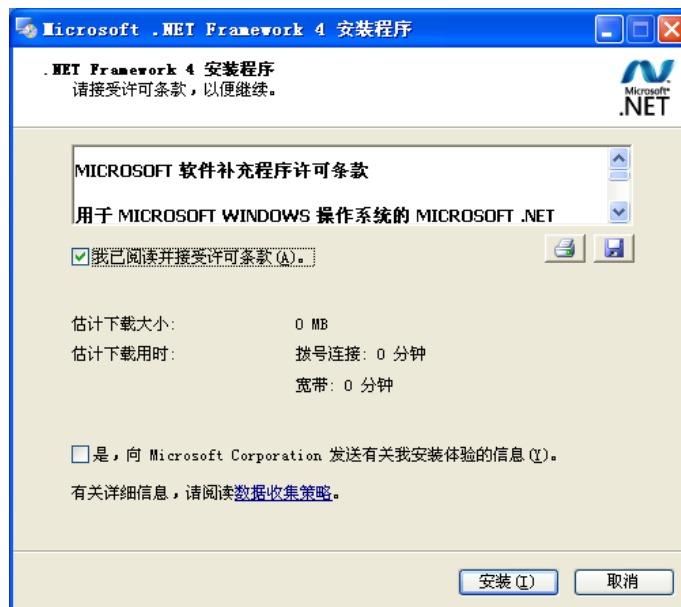 Microsoft .NET Framework 4 安装程序
.NET Framework 4 安装程序
请接受许可条款，以便继续。
Microsoft®
.NET
MICROSOFT 软件补充程序许可条款
用于 MICROSOFT WINDOWS 操作系统的 MICROSOFT .NET
我已阅读并接受许可条款(A)。
估计下载大小: 0 MB
估计下载用时: 拨号连接: 0 分钟
宽带: 0 分钟
是，向 Microsoft Corporation 发送有关我安装体验的信息(Y)。
有关详细信息，请阅读数据收集策略。
安装(I) 取消